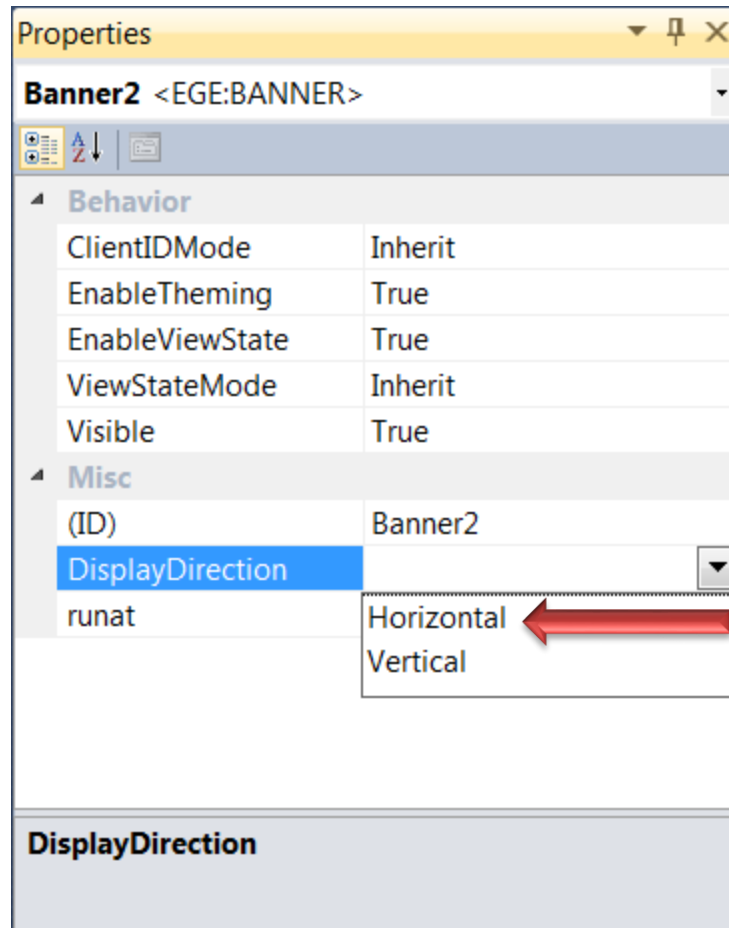 Properties
Banner2 <EGE:BANNER>
Behavior
ClientIDMode Inherit
EnableTheming True
EnableViewState True
ViewStateMode Inherit
Visible True
Misc
(ID) Banner2
DisplayDirection
runat Horizontal
Vertical
DisplayDirection